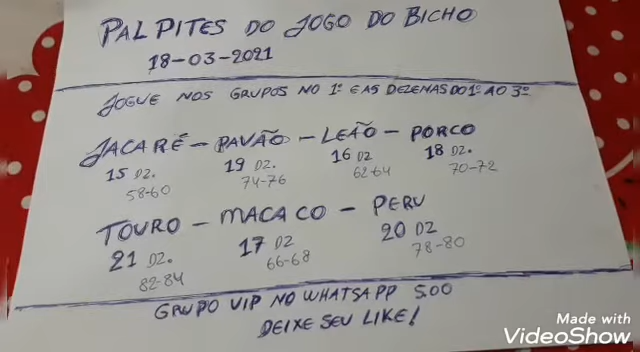 PALPITES DO JOGO DO BICHO
18-03-2021
JOGUE NOS GRUPOS NO 1º E AS DEZENAS DO 1º AO 3º
JACARÉ - PAVÃO - LEÃO - PORCO
15 DZ. 19 DZ. 16 DZ 18 DZ.
58-60 74-76 62-64 70-72
TOURO - MACACO - PERU
21 DZ. 17 DZ 20 DZ
82-84 66-68 78-80
GRUPO VIP NO WHATSAPP 5.00
DEIXE SEU LIKE!
Made with
VideoShow